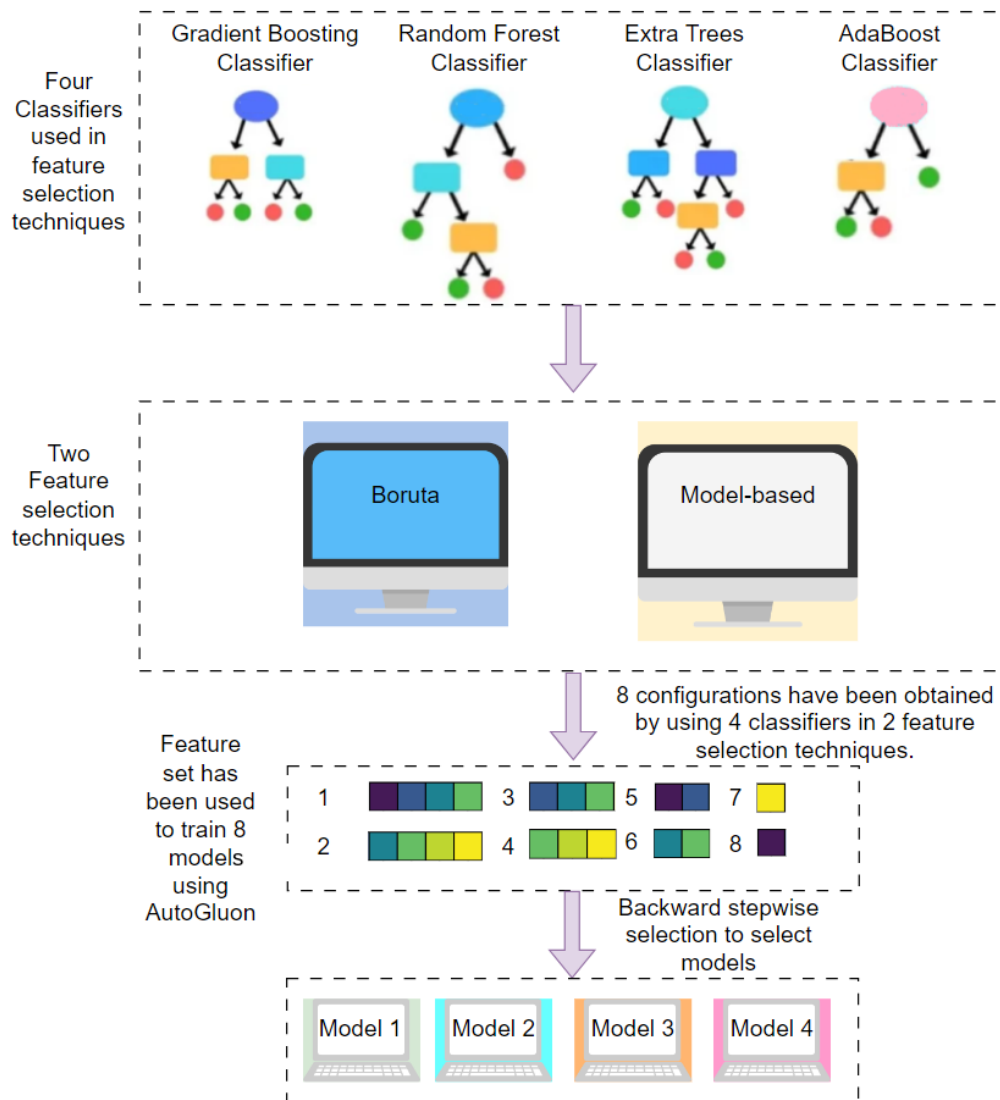 Gradient Boosting
Classifier
Random Forest
Classifier
Extra Trees
Classifier
AdaBoost
Classifier
Four
Classifiers
used in
feature
selection
techniques
Two
Feature
selection
techniques
Boruta
Model-based
8 configurations have been obtained
by using 4 classifiers in 2 feature
selection techniques.
Feature
set has
been used
to train 8
models
using
AutoGluon
1
3
5
7
2
4
6
8
Backward stepwise
selection to select
models
Model 1
Model 2
Model 3
Model 4